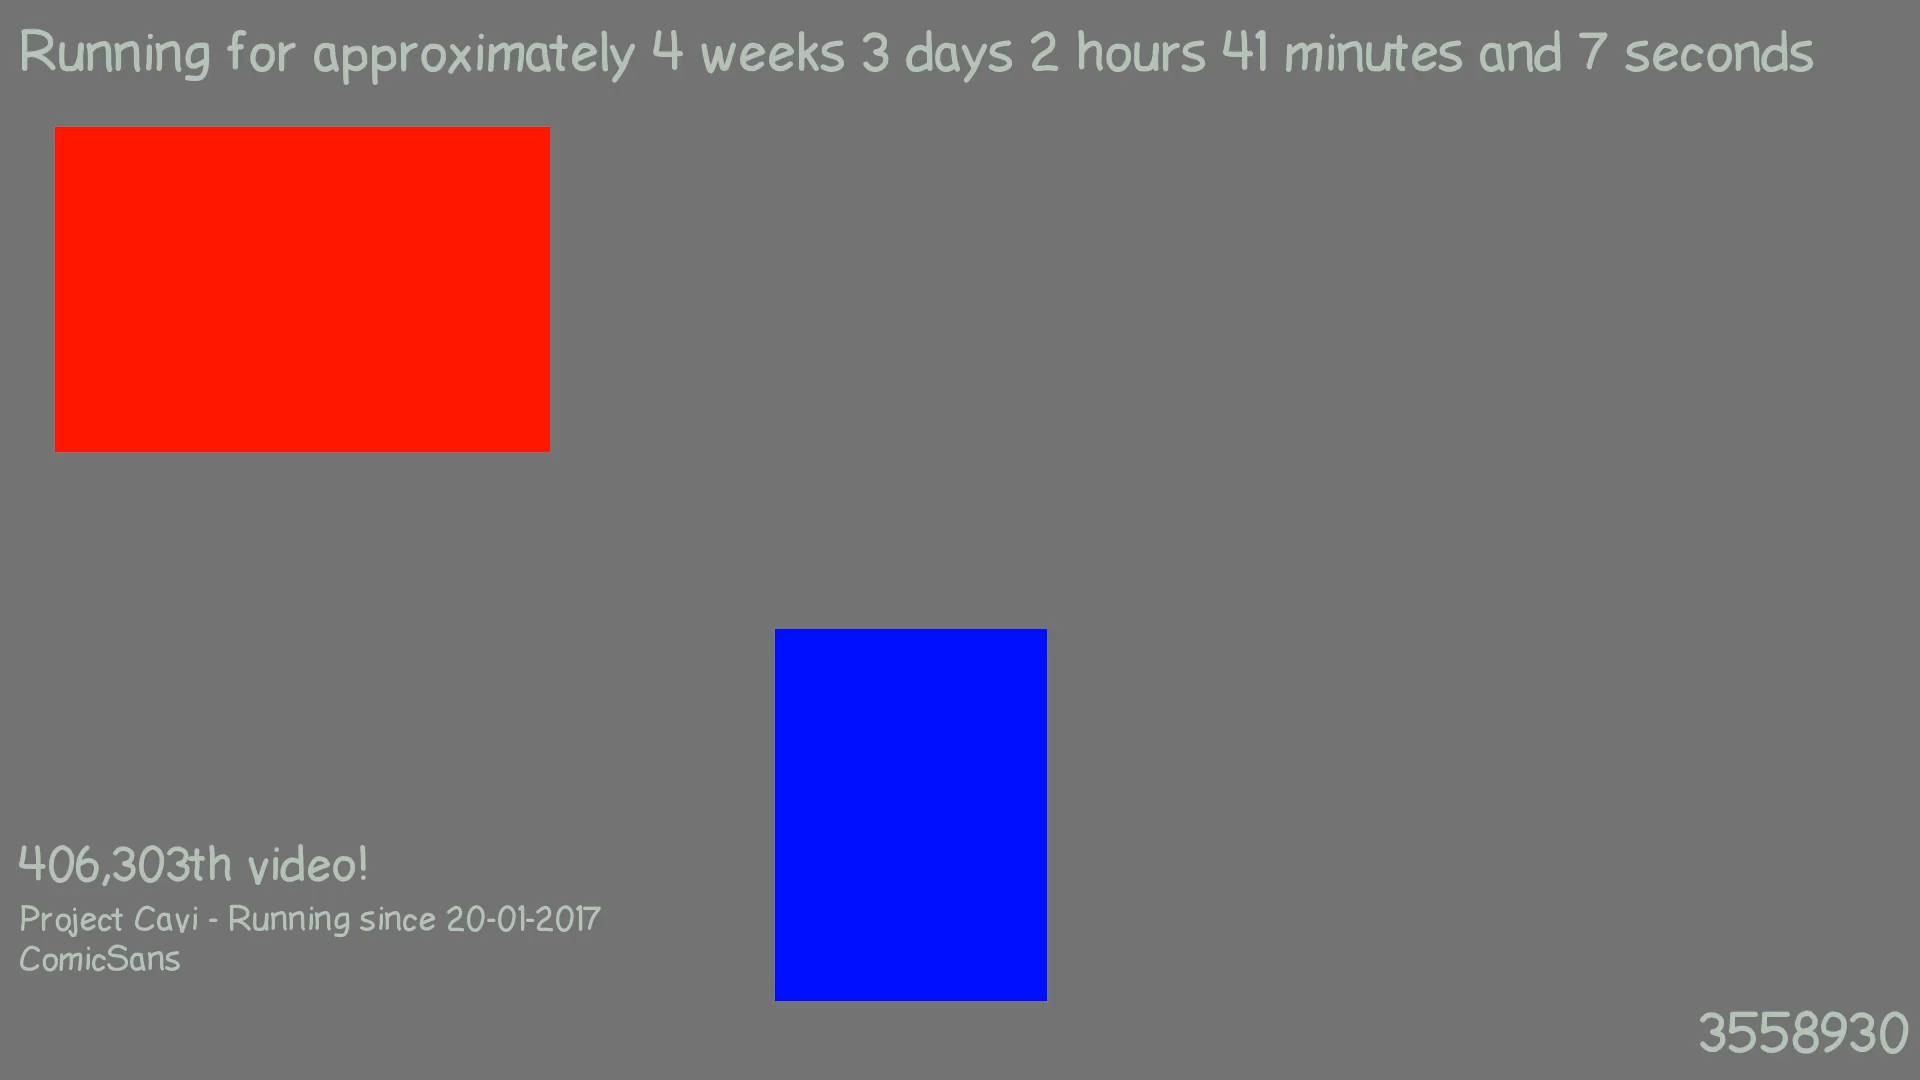 Running for approximately 4 weeks 3 days 2 hours 41 minutes and 7 seconds
406,303th video!
Project Cavi - Running since 20-01-2017
ComicSans
3558930